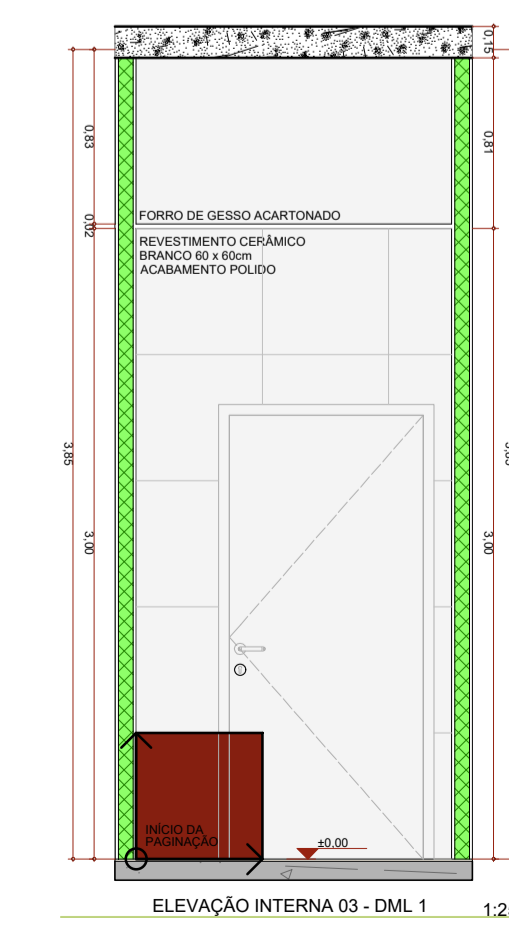 0,15
0,83
0,81
0,02
FORRO DE GESSO ACARTONADO
REVESTIMENTO CERÂMICO
BRANCO 60 x 60cm
ACABAMENTO POLIDO
3,85
3,00
3,00
INÍCIO DA
PAGINAÇÃO
±0,00
ELEVAÇÃO INTERNA 03 - DML 1